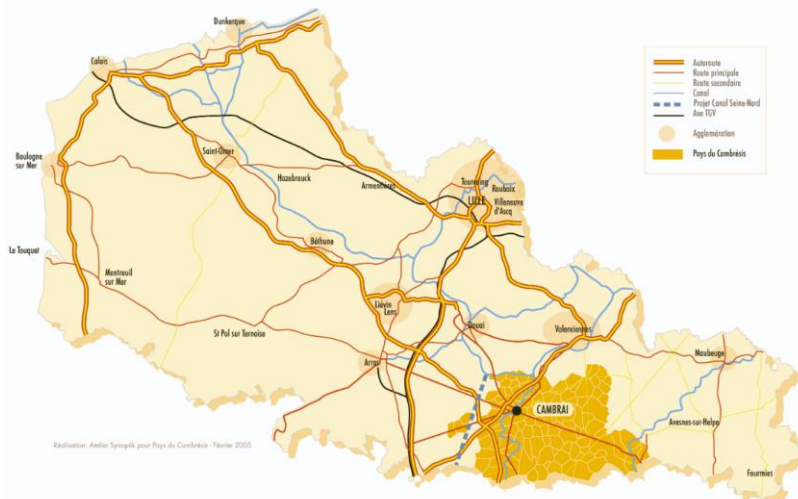 Dunkerque
Calais
Autoroute
Route principale
Route secondaire
Canal
Projet Canal Seine-Nord
Axe TGV
Agglomération
Pays du Cambrésis
Boulogne
sur Mer
Saint-Omer
Hazebrouck
Armentières
Tourcoing
Roubaix
LILLE
Villeneuve
d'Ascq
Béthune
Le Touquet
Montreuil
sur Mer
Liévin
Lens
St Pol sur Ternoise
Douai
Valenciennes
Arras
Maubeuge
CAMBRAI
Avesnes-sur-Helpe
Réalisation: Atelier Synoptik pour Pays du Cambrésis - Février 2005
Fourmies